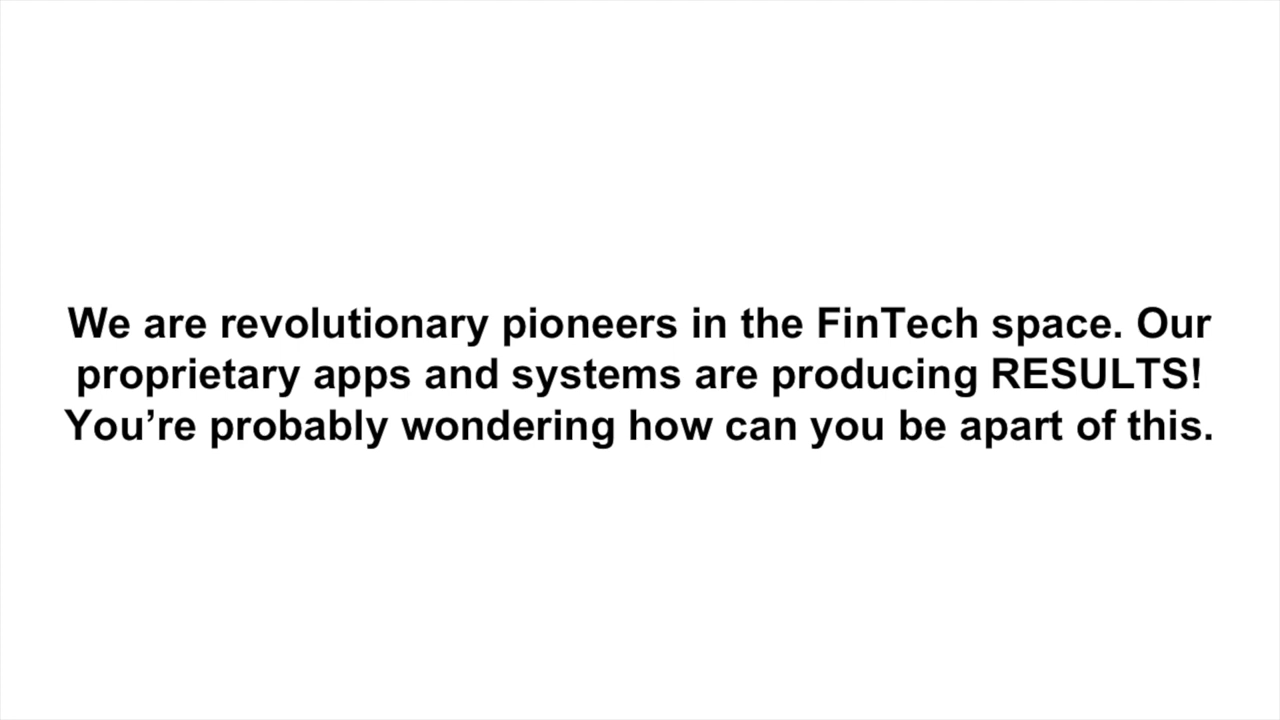 We are revolutionary pioneers in the FinTech space. Our
proprietary apps and systems are producing RESULTS!
You’re probably wondering how can you be apart of this.